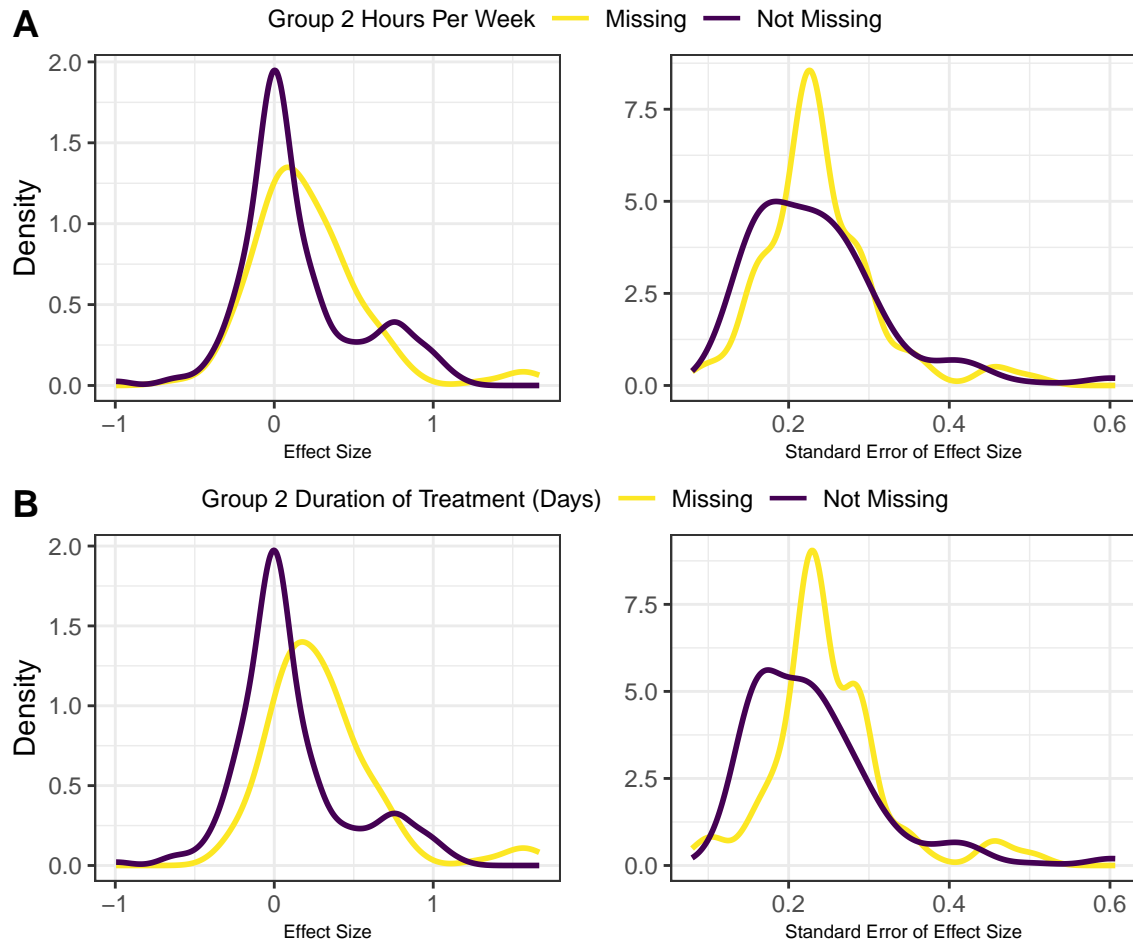 A
Group 2 Hours Per Week Missing Not Missing
2.0
1.5
1.0
0.5
0.0
Density
−1 0 1
Effect Size
7.5
5.0
2.5
0.0
0.2 0.4 0.6
Standard Error of Effect Size
B
Group 2 Duration of Treatment (Days) Missing Not Missing
2.0
1.5
1.0
0.5
0.0
Density
−1 0 1
Effect Size
7.5
5.0
2.5
0.0
0.2 0.4 0.6
Standard Error of Effect Size